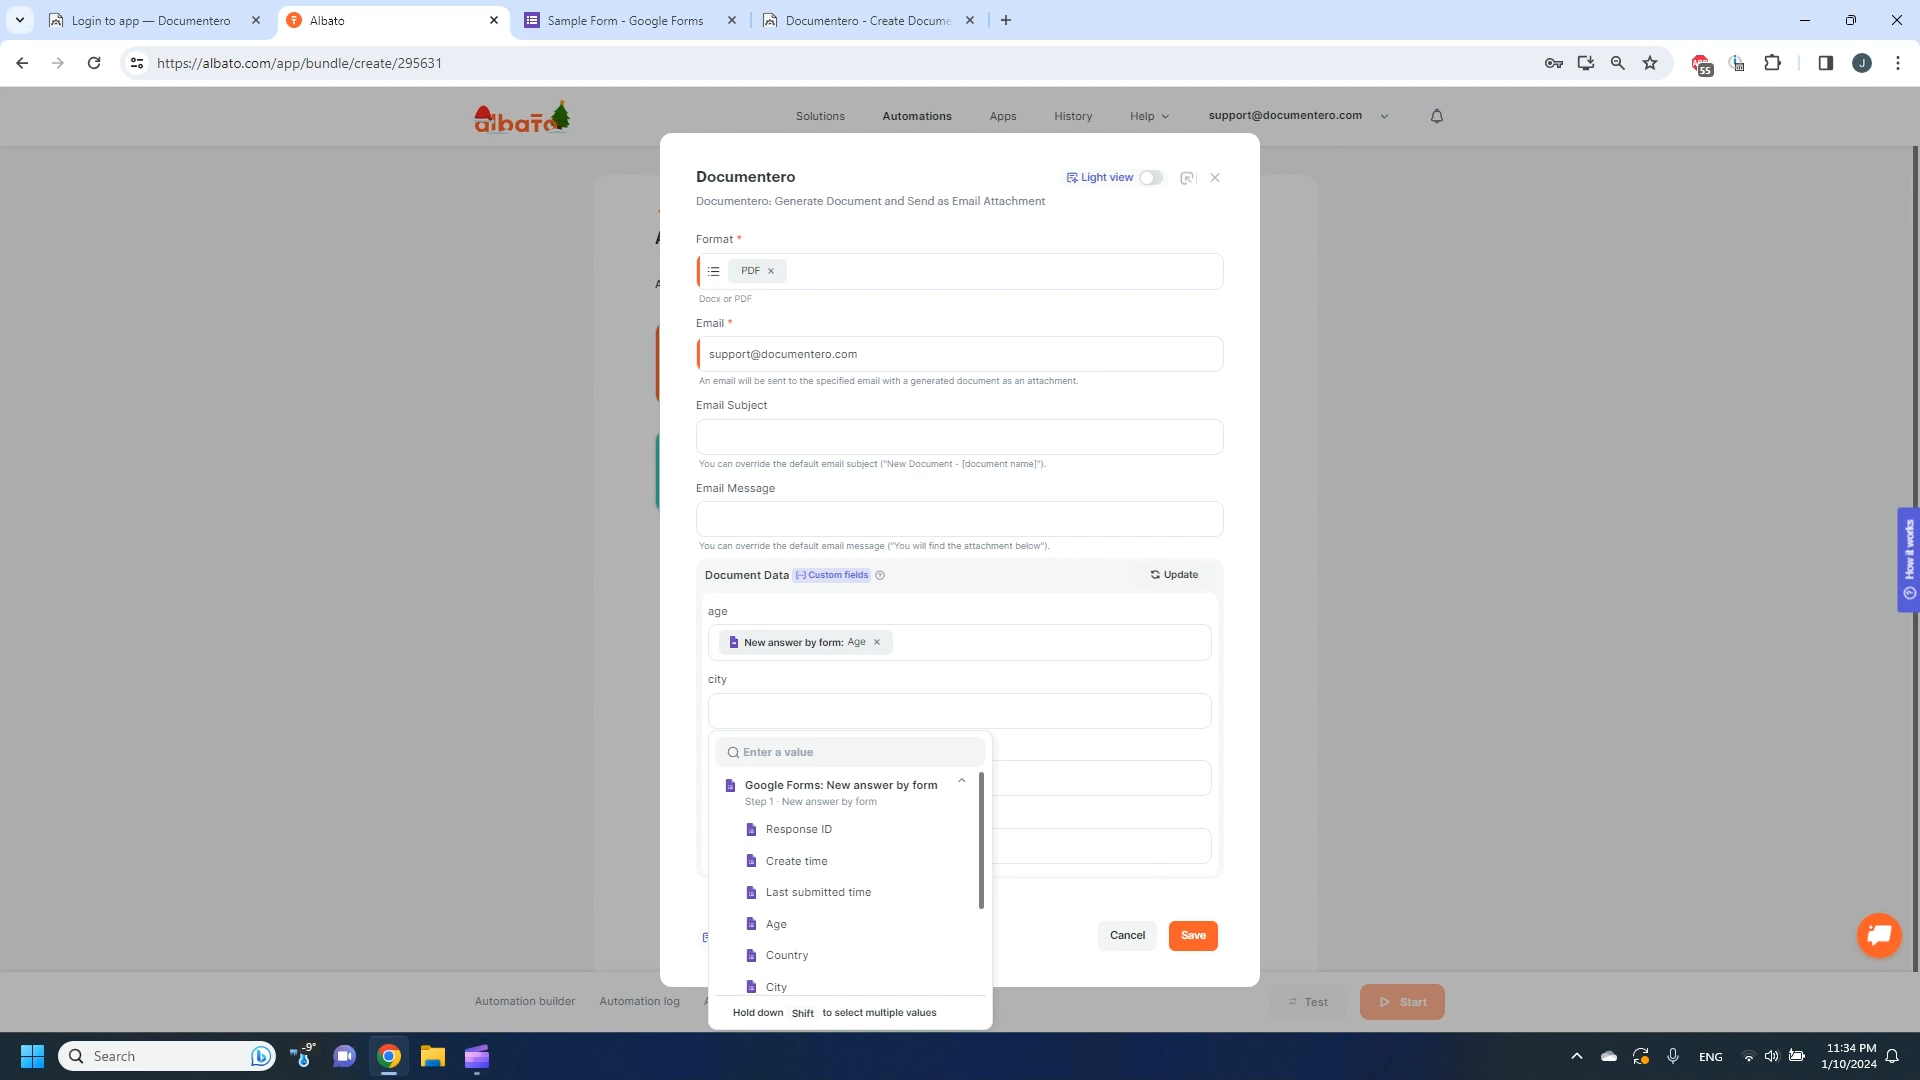 Login to app — Documentero
Albato
Sample Form - Google Forms
Documentero - Create Docume
https://albato.com/app/bundle/create/295631
55
J
albato
Solutions
Automations
Apps
History
Help
support@documentero.com
Documentero
Light view
Documentero: Generate Document and Send as Email Attachment
Format *
PDF
Docx or PDF
Email *
support@documentero.com
An email will be sent to the specified email with a generated document as an attachment.
Email Subject
You can override the default email subject ("New Document - [document name]").
Email Message
You can override the default email message ("You will find the attachment below").
Document Data
Custom fields
Update
age
New answer by form: Age
city
Enter a value
Google Forms: New answer by form
Step 1 · New answer by form
Response ID
Create time
Last submitted time
Age
Country
City
Hold down Shift to select multiple values
Cancel
Save
How it works
Automation builder
Automation log
Test
Start
Search
-9°
ENG
11:34 PM
1/10/2024